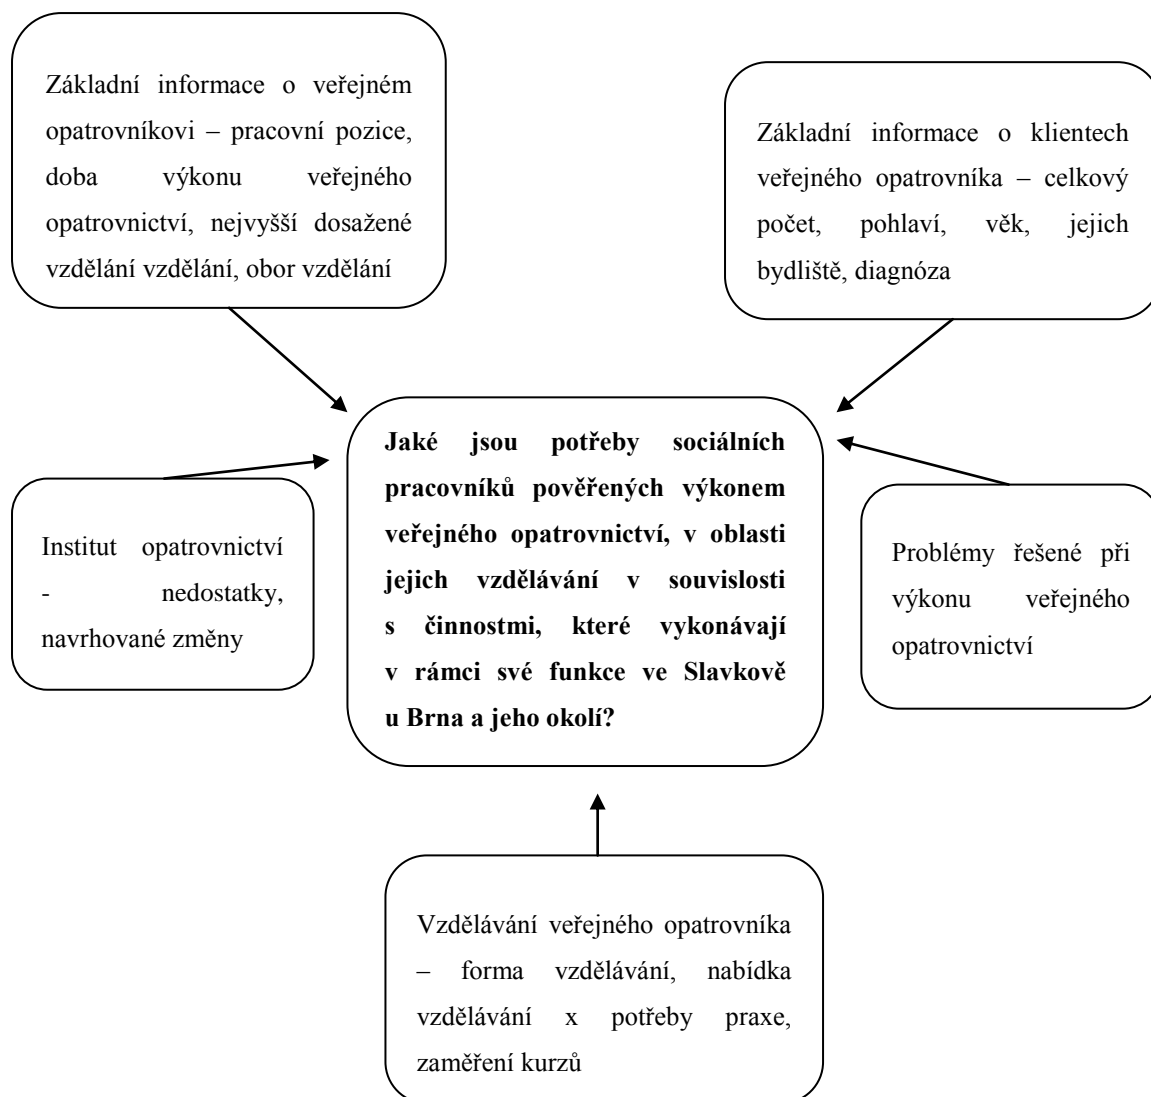 Základní informace o veřejném
opatrovníkovi – pracovní pozice,
doba výkonu veřejného
opatrovnictví, nejvyšší dosažené
vzdělání vzdělání, obor vzdělání
Základní informace o klientech
veřejného opatrovníka – celkový
počet, pohlaví, věk, jejich
bydliště, diagnóza
Jaké jsou potřeby sociálních
pracovníků pověřených výkonem
veřejného opatrovnictví, v oblasti
jejich vzdělávání v souvislosti
s činnostmi, které vykonávají
v rámci své funkce ve Slavkově
u Brna a jeho okolí?
Institut opatrovnictví
- nedostatky,
navrhované změny
Problémy řešené při
výkonu veřejného
opatrovnictví
Vzdělávání veřejného opatrovníka
– forma vzdělávání, nabídka
vzdělávání x potřeby praxe,
zaměření kurzů